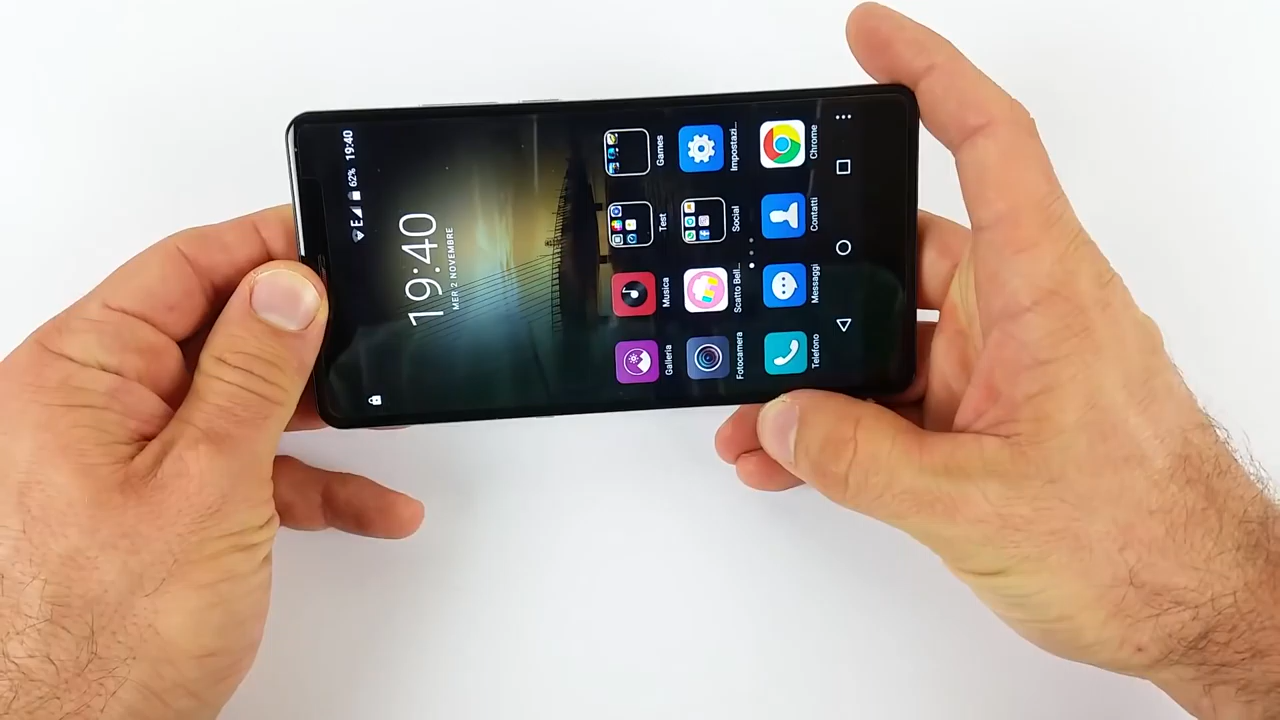 E 62% 19:40
19:40
MER 2 NOVEMBRE
Galleria
Musica
Test
Games
Fotocamera
Scatto Bell...
Social
Impostazi...
Telefono
Messaggi
Contatti
Chrome